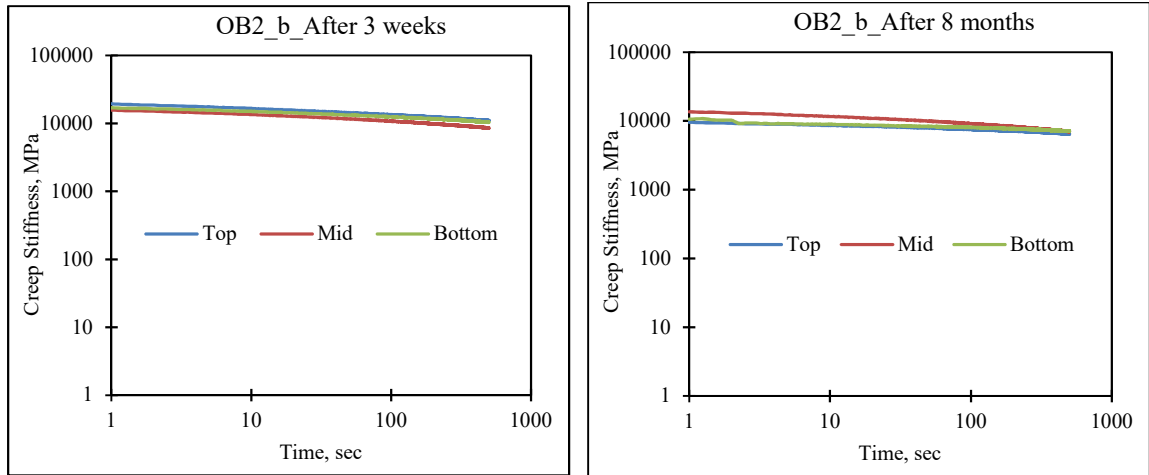 OB2_b_After 3 weeks
Creep Stiffness, MPa
100000
10000
1000
100
10
1
Top Mid Bottom
1 10 100 1000
Time, sec
OB2_b_After 8 months
Creep Stiffness, MPa
100000
10000
1000
100
10
1
Top Mid Bottom
1 10 100 1000
Time, sec